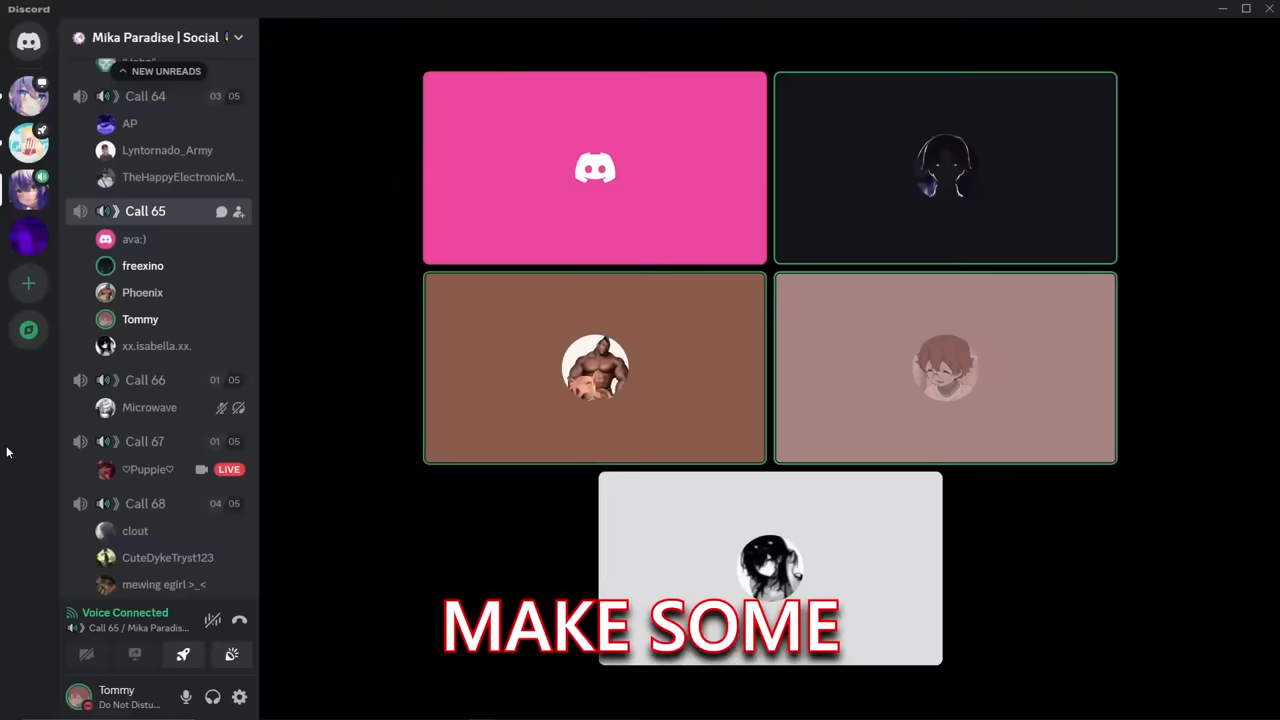 Discord
Mika Paradise | Social
NEW UNREADS
Call 64 03 05
AP
Lyntornado_Army
TheHappyElectronicM...
Call 65
ava:)
freexino
Phoenix
Tommy
xx.isabella.xx.
Call 66 01 05
Microwave
Call 67 01 05
♡Puppie♡ LIVE
Call 68 04 05
clout
CuteDykeTryst123
mewing egirl >_<
Voice Connected
Call 65 / Mika Paradis...
Tommy
Do Not Distu...
MAKE SOME